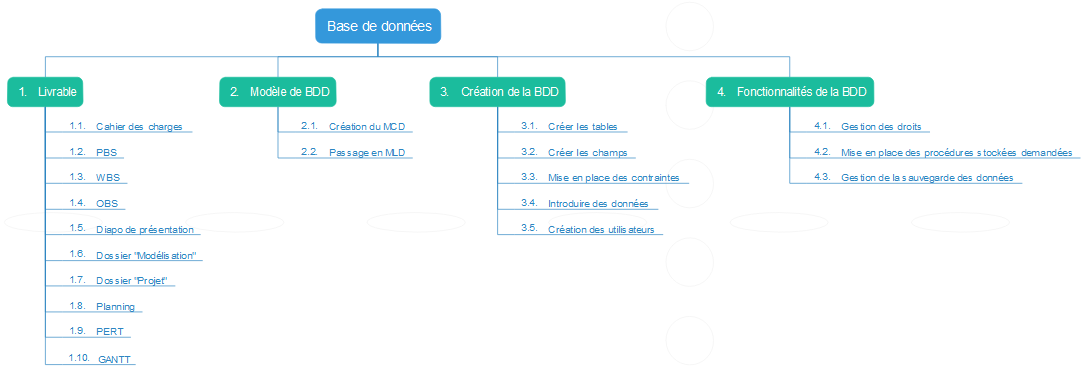 Base de données
1. Livrable
1.1. Cahier des charges
1.2. PBS
1.3. WBS
1.4. OBS
1.5. Diapo de présentation
1.6. Dossier "Modélisation"
1.7. Dossier "Projet"
1.8. Planning
1.9. PERT
1.10. GANTT
2. Modèle de BDD
2.1. Création du MCD
2.2. Passage en MLD
3. Création de la BDD
3.1. Créer les tables
3.2. Créer les champs
3.3. Mise en place des contraintes
3.4. Introduire des données
3.5. Création des utilisateurs
4. Fonctionnalités de la BDD
4.1. Gestion des droits
4.2. Mise en place des procédures stockées demandées
4.3. Gestion de la sauvegarde des données